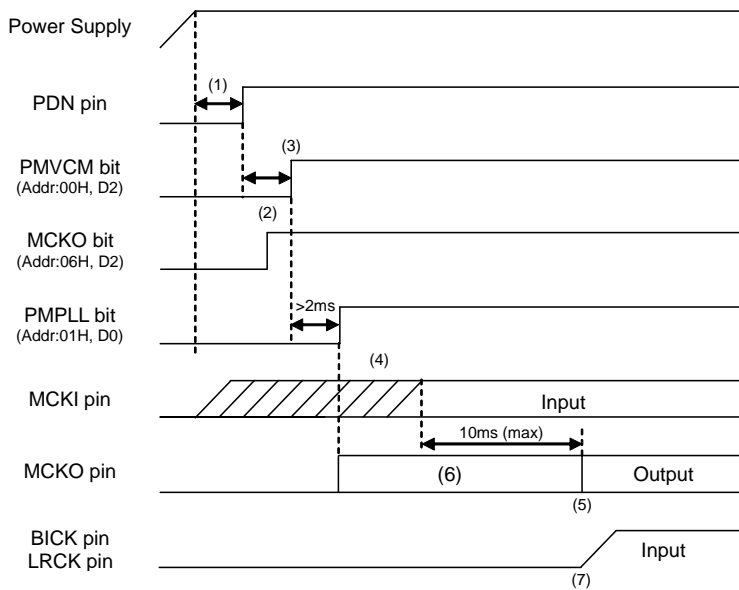 Power Supply
(1)
PDN pin
(3)
PMVCM bit
(Addr:00H, D2)
(2)
MCKO bit
(Addr:06H, D2)
>2ms
PMPLL bit
(Addr:01H, D0)
(4)
MCKI pin
Input
10ms (max)
MCKO pin
(6)
Output
(5)
BICK pin
LRCK pin
Input
(7)